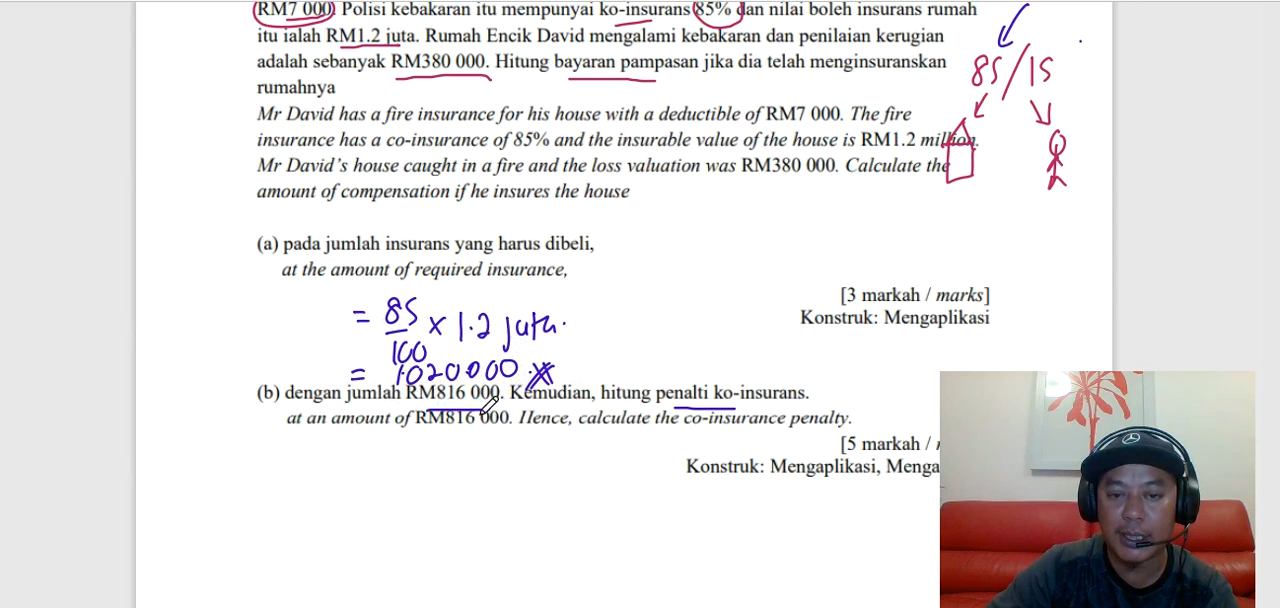 RM7 000. Polisi kebakaran itu mempunyai ko-insurans 85% dan nilai boleh insurans rumah
itu ialah RM1.2 juta. Rumah Encik David mengalami kebakaran dan penilaian kerugian
adalah sebanyak RM380 000. Hitung bayaran pampasan jika dia telah menginsuranskan
rumahnya
85/15
Mr David has a fire insurance for his house with a deductible of RM7 000. The fire
insurance has a co-insurance of 85% and the insurable value of the house is RM1.2 million.
Mr David's house caught in a fire and the loss valuation was RM380 000. Calculate the
amount of compensation if he insures the house
(a) pada jumlah insurans yang harus dibeli,
at the amount of required insurance,
[3 markah / marks]
Konstruk: Mengaplikasi
= 85/100 × 1.2 juta.
= 1020000
(b) dengan jumlah RM816 000. Kemudian, hitung penalti ko-insurans.
at an amount of RM816 000. Hence, calculate the co-insurance penalty.
[5 markah /
Konstruk: Mengaplikasi, Menga